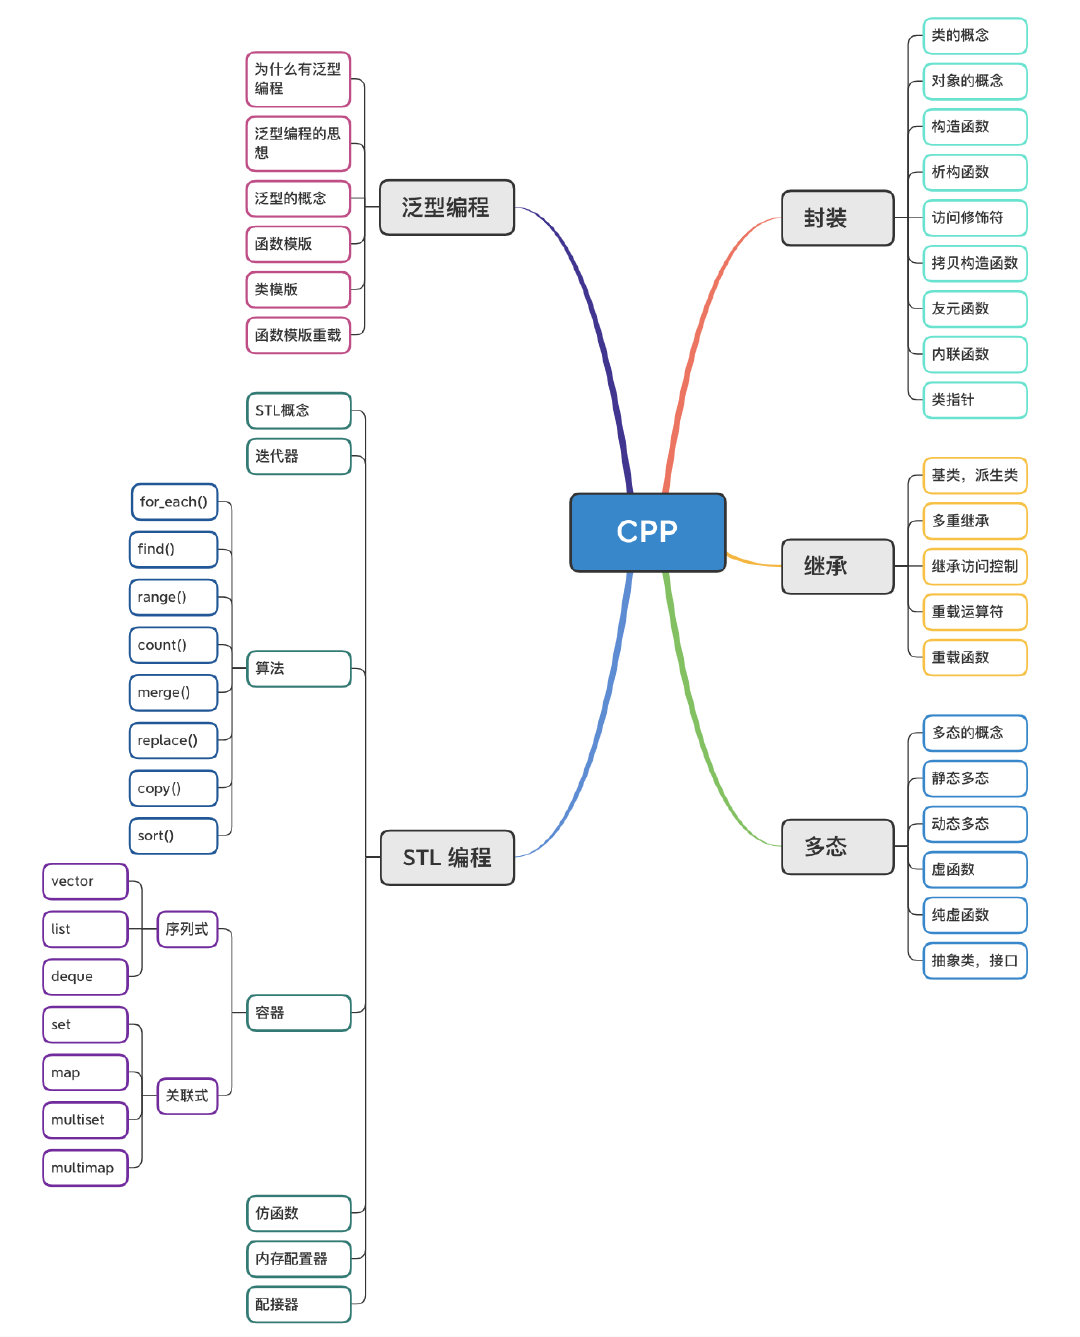 CPP
封装
类的概念
对象的概念
构造函数
析构函数
访问修饰符
拷贝构造函数
友元函数
内联函数
类指针
继承
基类，派生类
多重继承
继承访问控制
重载运算符
重载函数
多态
多态的概念
静态多态
动态多态
虚函数
纯虚函数
抽象类，接口
泛型编程
为什么有泛型
编程
泛型编程的思
想
泛型的概念
函数模版
类模版
函数模版重载
STL 编程
STL概念
迭代器
算法
for_each()
find()
range()
count()
merge()
replace()
copy()
sort()
容器
序列式
vector
list
deque
关联式
set
map
multiset
multimap
仿函数
内存配置器
配接器